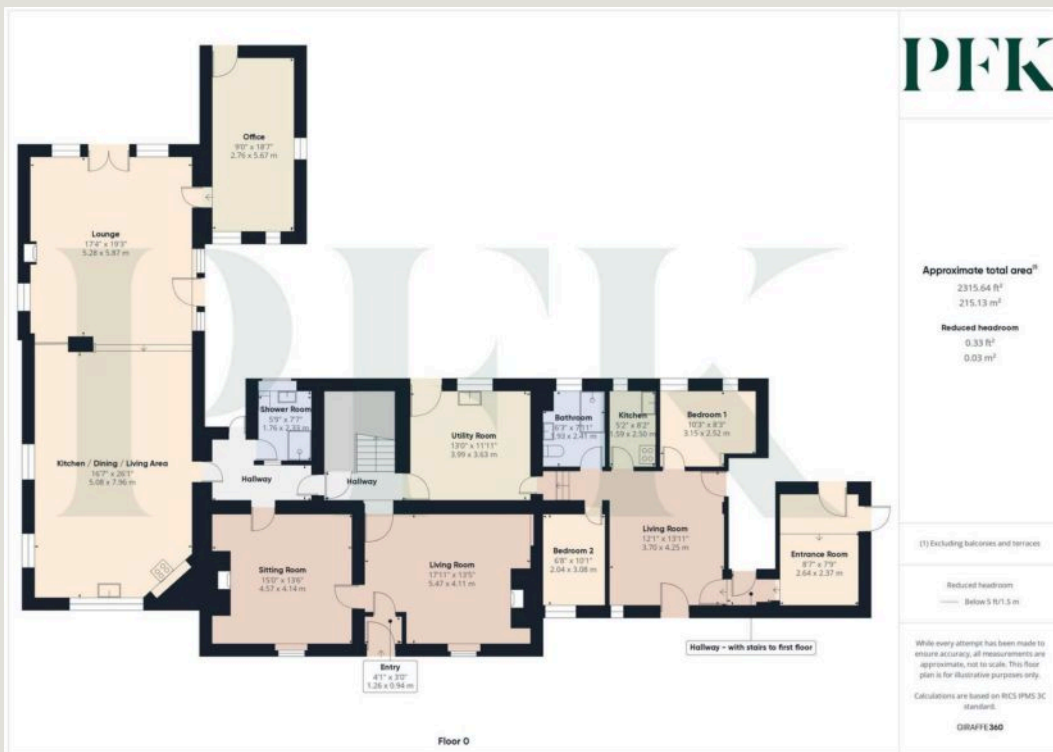 PFK
Office
9'0" x 18'7"
2.76 x 5.67 m
Lounge
17'4" x 19'3"
5.28 x 5.87 m
PFK
Approximate total area⁽¹⁾
2315.64 ft²
215.13 m²
Reduced headroom
0.33 ft²
0.03 m²
Shower Room
5'9" x 7'7"
1.76 x 2.33 m
Utility Room
13'0" x 11'11"
3.99 x 3.63 m
Bathroom
6'3" x 7'11"
1.93 x 2.41 m
Kitchen
5'2" x 8'2"
1.59 x 2.50 m
Bedroom 1
10'3" x 8'3"
3.15 x 2.52 m
Kitchen / Dining / Living Area
16'7" x 26'1"
5.08 x 7.96 m
Hallway
Hallway
Living Room
12'1" x 13'11"
3.70 x 4.25 m
Bedroom 2
6'8" x 10'1"
2.04 x 3.08 m
Entrance Room
8'7" x 7'9"
2.64 x 2.37 m
Sitting Room
15'0" x 13'6"
4.57 x 4.14 m
Living Room
17'11" x 13'5"
5.47 x 4.11 m
Entry
4'1" x 3'0"
1.26 x 0.94 m
Hallway - with stairs to first floor
(1) Excluding balconies and terraces
Reduced headroom
Below 5 ft/1.5 m
While every attempt has been made to
ensure accuracy, all measurements are
approximate, not to scale. This floor
plan is for illustrative purposes only.
Calculations are based on RICS IPMS 3C
standard.
GIRAFFE360
Floor 0